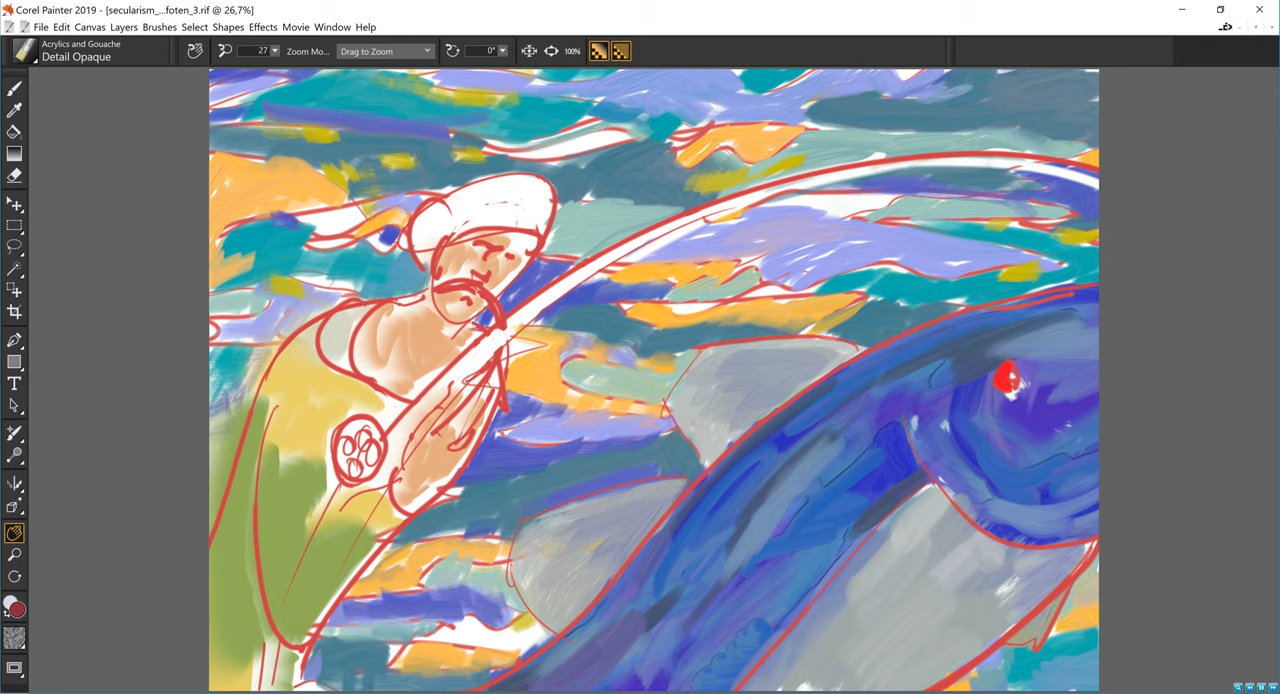 Corel Painter 2019 - [secularism_...foten_3.rif @ 26,7%]
File Edit Canvas Layers Brushes Select Shapes Effects Movie Window Help
Acrylics and Gouache
Detail Opaque
27 Zoom Mo... Drag to Zoom 0° 100%
T